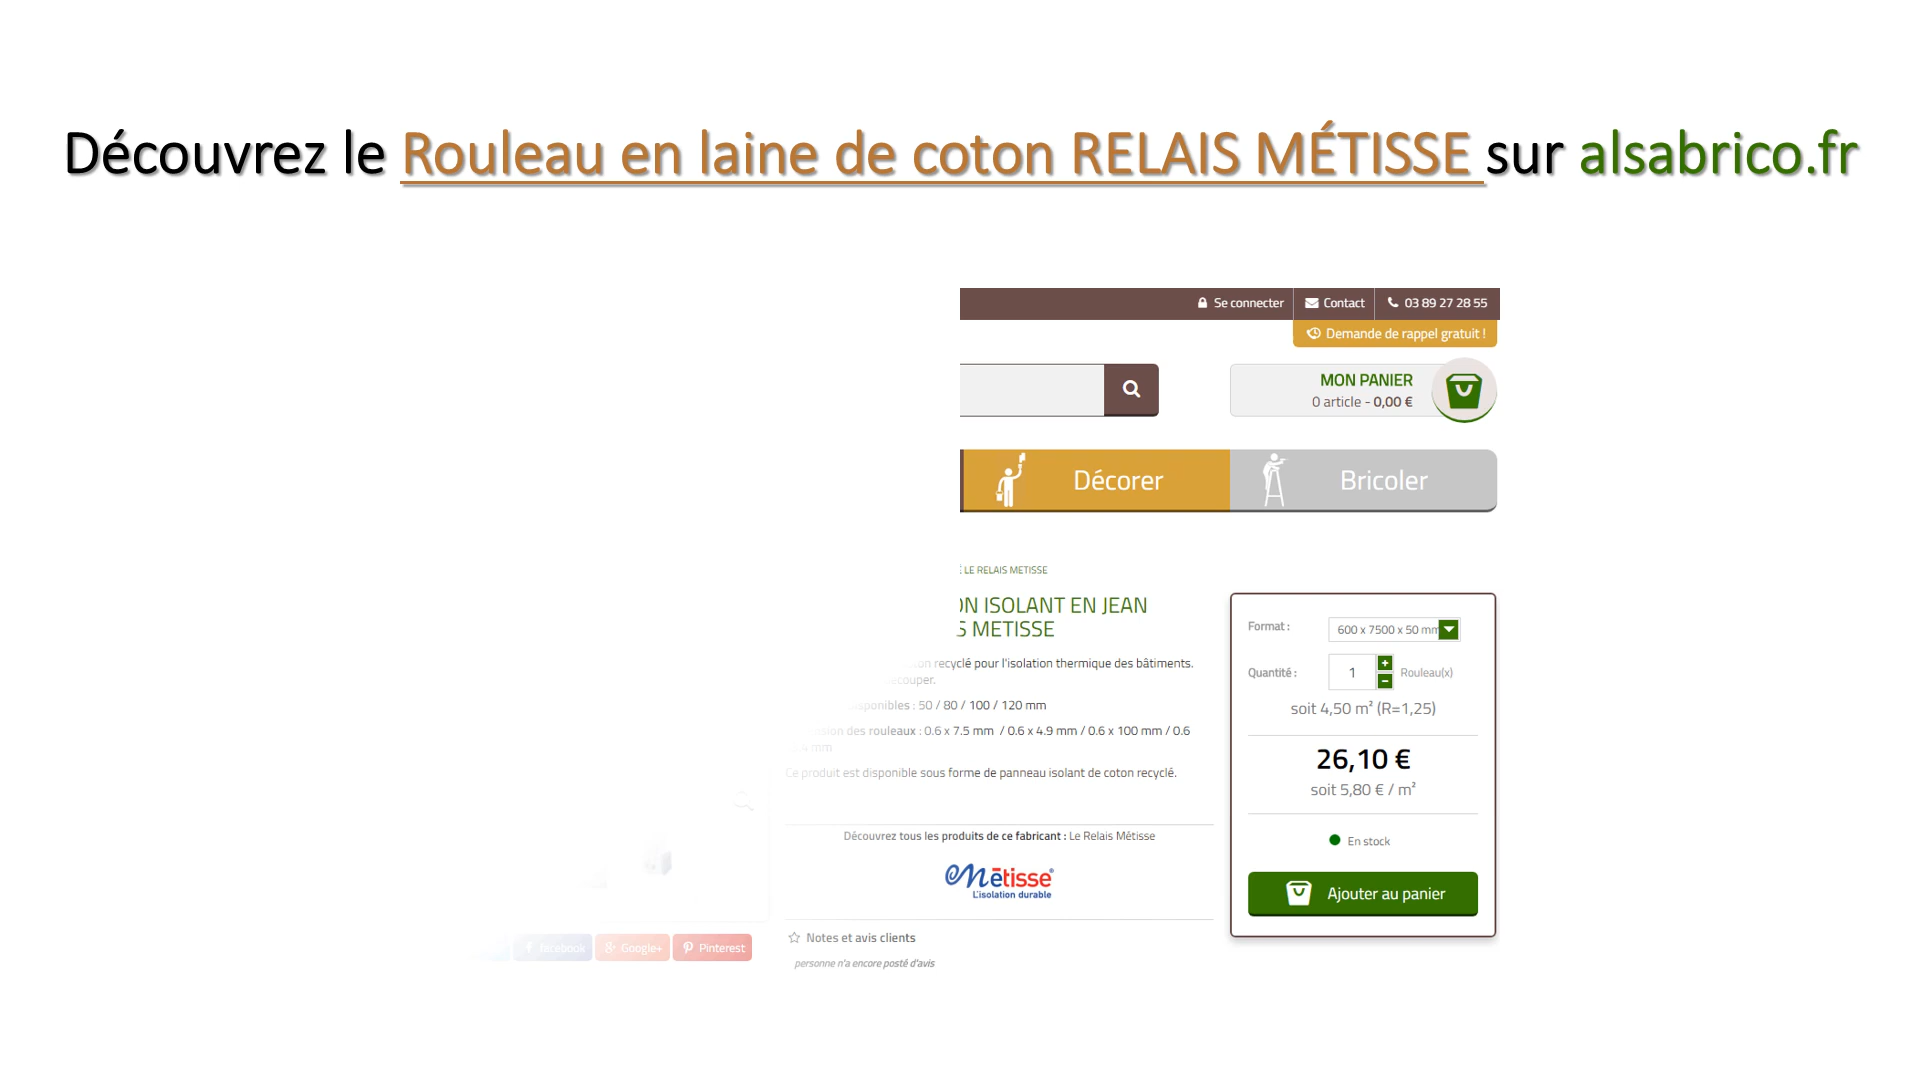 Découvrez le Rouleau en laine de coton RELAIS MÉTISSE sur alsabrico.fr
Se connecter
Contact
03 89 27 28 55
Demande de rappel gratuit !
MON PANIER
0 article - 0,00 €
Décorer
Bricoler
LE RELAIS METISSE
ISOLANT EN JEAN
METISSE
recyclé pour l'isolation thermique des bâtiments.
: 50 / 80 / 100 / 120 mm
des rouleaux : 0.6 x 7.5 mm / 0.6 x 4.9 mm / 0.6 x 100 mm / 0.6
mm
Ce produit est disponible sous forme de panneau isolant de coton recyclé.
Découvrez tous les produits de ce fabricant : Le Relais Métisse
Métisse®
L'isolation durable
Notes et avis clients
personne n'a encore posté d'avis
facebook
Google+
Pinterest
Format :
600 x 7500 x 50 mm
Quantité :
1
Rouleau(x)
soit 4,50 m² (R=1,25)
26,10 €
soit 5,80 € / m²
En stock
Ajouter au panier